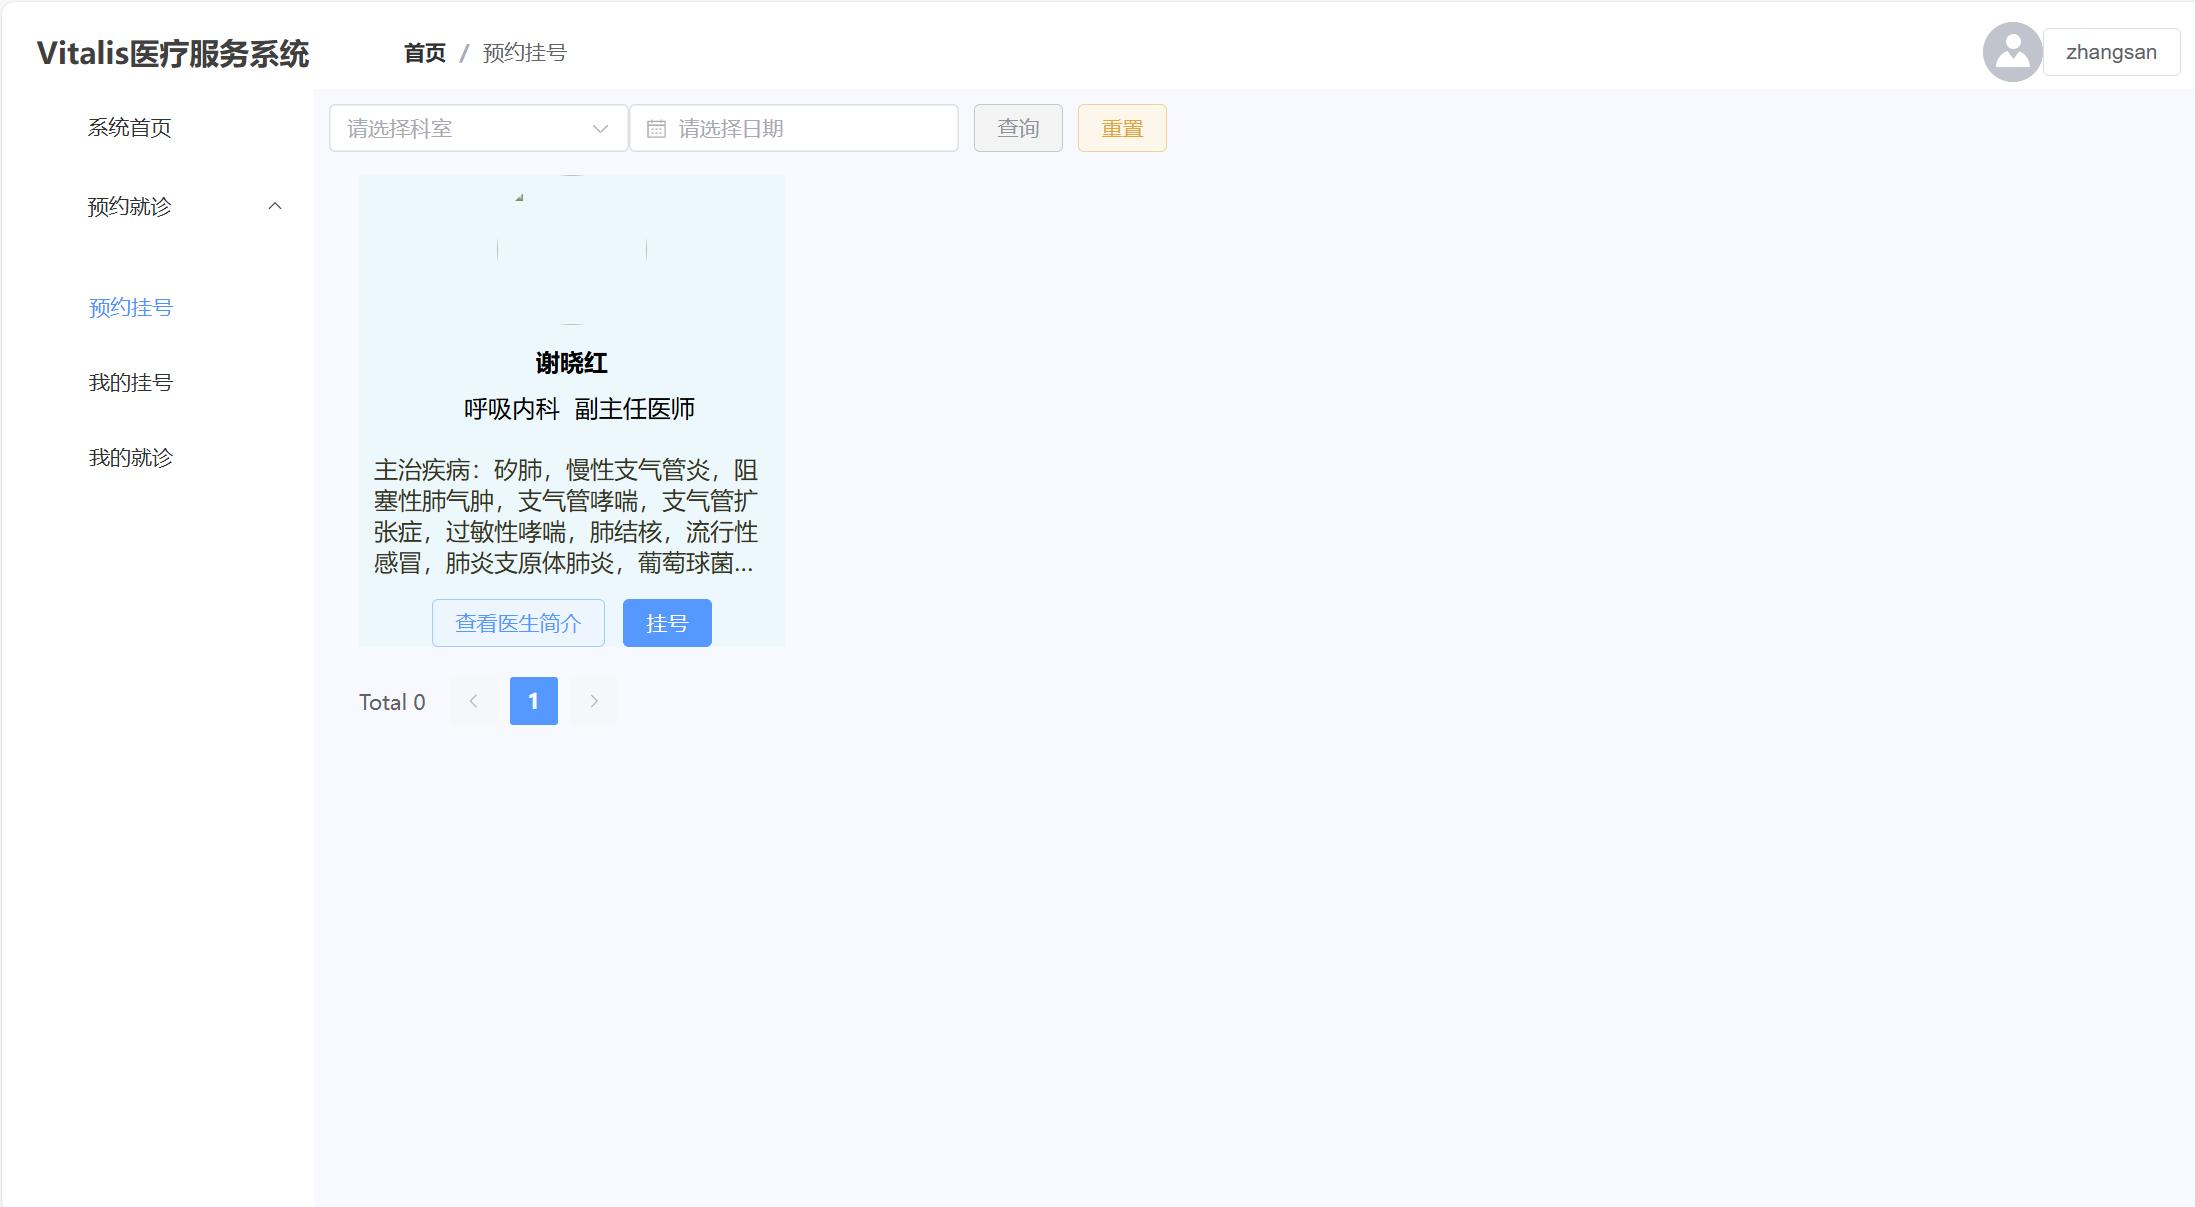 Vitalis医疗服务系统
首页 / 预约挂号
zhangsan
系统首页
预约就诊
预约挂号
我的挂号
我的就诊
请选择科室
请选择日期
查询
重置
谢晓红
呼吸内科 副主任医师
主治疾病：矽肺，慢性支气管炎，阻
塞性肺气肿，支气管哮喘，支气管扩
张症，过敏性哮喘，肺结核，流行性
感冒，肺炎支原体肺炎，葡萄球菌...
查看医生简介
挂号
Total 0
1